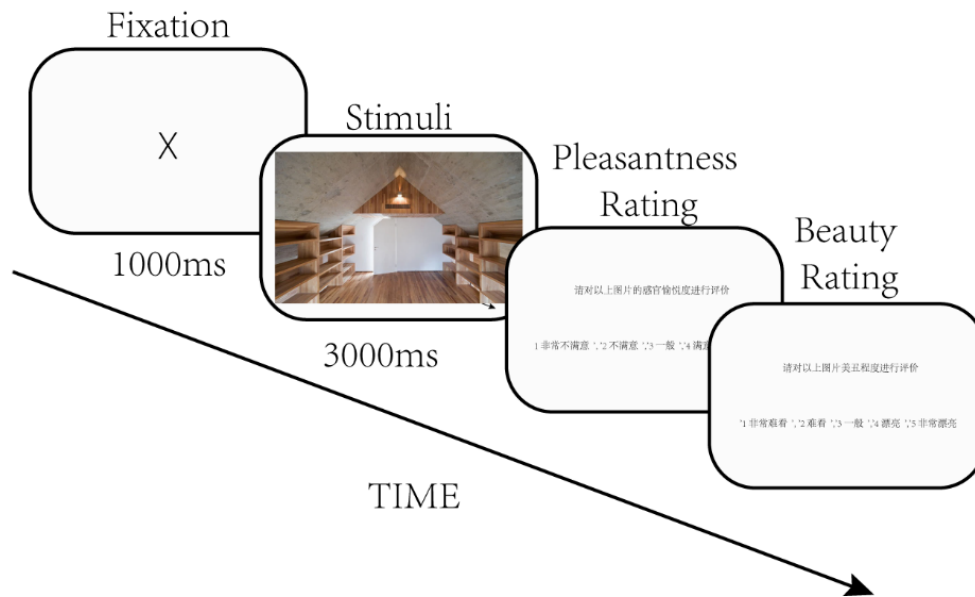 Fixation
X
1000ms
Stimuli
3000ms
Pleasantness
Rating
请对以上图片的感官愉悦度进行评价
1 非常不满意 ', '2 不满意 ','3 一般 ','4 满意
Beauty
Rating
请对以上图片美丑程度进行评价
'1 非常难看 ', '2 难看 ','3 一般 ','4 漂亮 ','5 非常漂亮
TIME